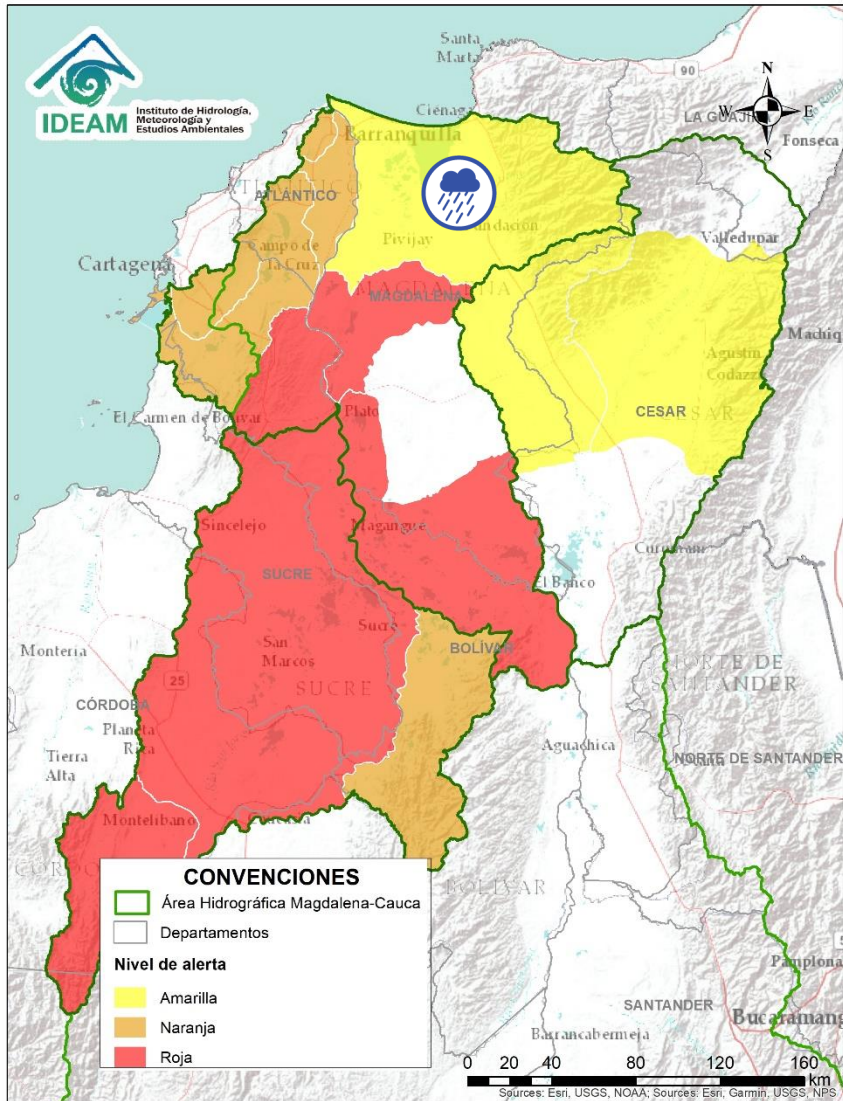 IDEAM
Instituto de Hidrología,
Meteorología y
Estudios Ambientales
Santa
Marta
90
N
W
E
S
LA GUAJIR
Fonseca
Ciénaga
Barranquilla
ATLÁNTICO
Campo de
la Cruz
Pivijay
Cartagena
Valledupar
MAGDALENA
MAGDALENA
Machiq
Agustín
Codazzi
CESAR
El Carmen de Bolívar
Plato
Sincelejo
Magangué
SUCRE
Curumaní
El Banco
Sucre
Montería
San
Marcos
BOLÍVAR
NORTE DE
SANTANDER
25
SUCRE
CÓRDOBA
Planeta
Rica
Aguachica
Tierra
Alta
NORTE DE SANTANDER
Montelíbano
BOLÍVAR
CONVENCIONES
Área Hidrográfica Magdalena-Cauca
Departamentos
Nivel de alerta
Amarilla
Naranja
Roja
Pamplona
SANTANDER
Bucaramang
Barrancabermeja
0 20 40 80 120 160
km
Sources: Esri, USGS, NOAA; Sources: Esri, Garmin, USGS, NPS